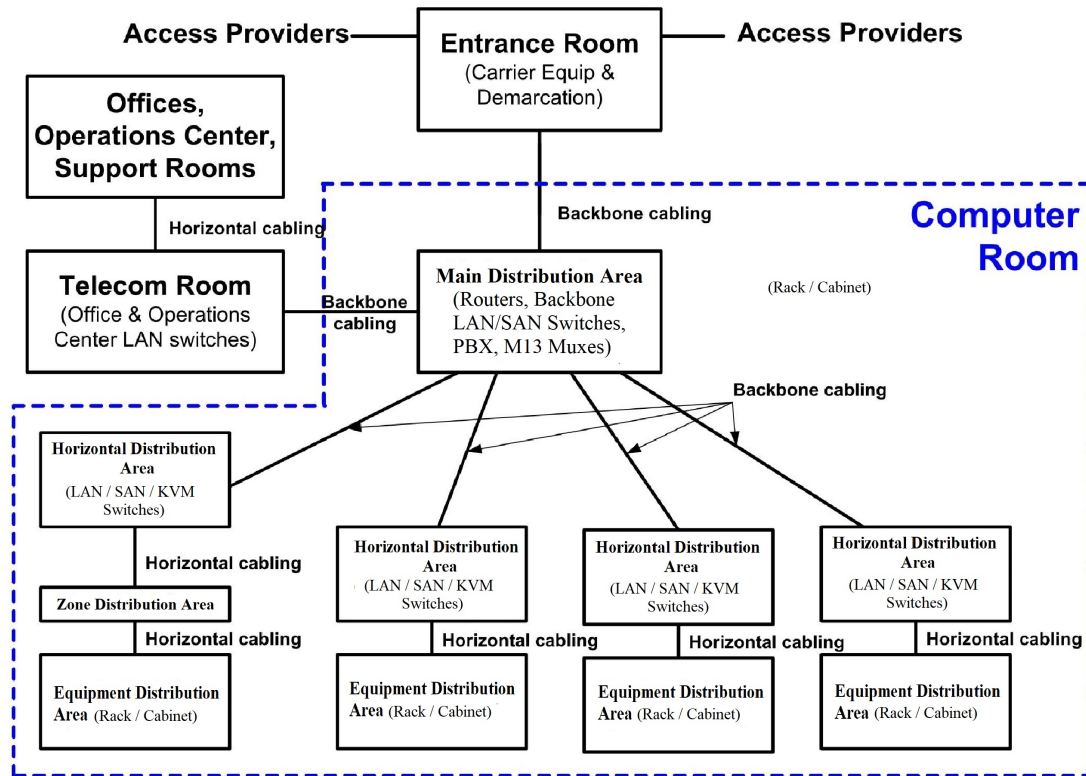 Access Providers
Entrance Room
(Carrier Equip &
Demarcation)
Access Providers
Offices,
Operations Center,
Support Rooms
Horizontal cabling
Backbone cabling
Computer
Room
Telecom Room
(Office & Operations
Center LAN switches)
Backbone
cabling
Main Distribution Area
(Routers, Backbone
LAN/SAN Switches,
PBX, M13 Muxes)
(Rack / Cabinet)
Backbone cabling
Horizontal Distribution
Area
(LAN / SAN / KVM
Switches)
Horizontal cabling
Zone Distribution Area
Horizontal cabling
Equipment Distribution
Area (Rack / Cabinet)
Horizontal Distribution
Area
(LAN / SAN / KVM
Switches)
Horizontal cabling
Equipment Distribution
Area (Rack / Cabinet)
Horizontal Distribution
Area
(LAN / SAN / KVM
Switches)
Horizontal cabling
Equipment Distribution
Area (Rack / Cabinet)
Horizontal Distribution
Area
(LAN / SAN / KVM
Switches)
Horizontal cabling
Equipment Distribution
Area (Rack / Cabinet)